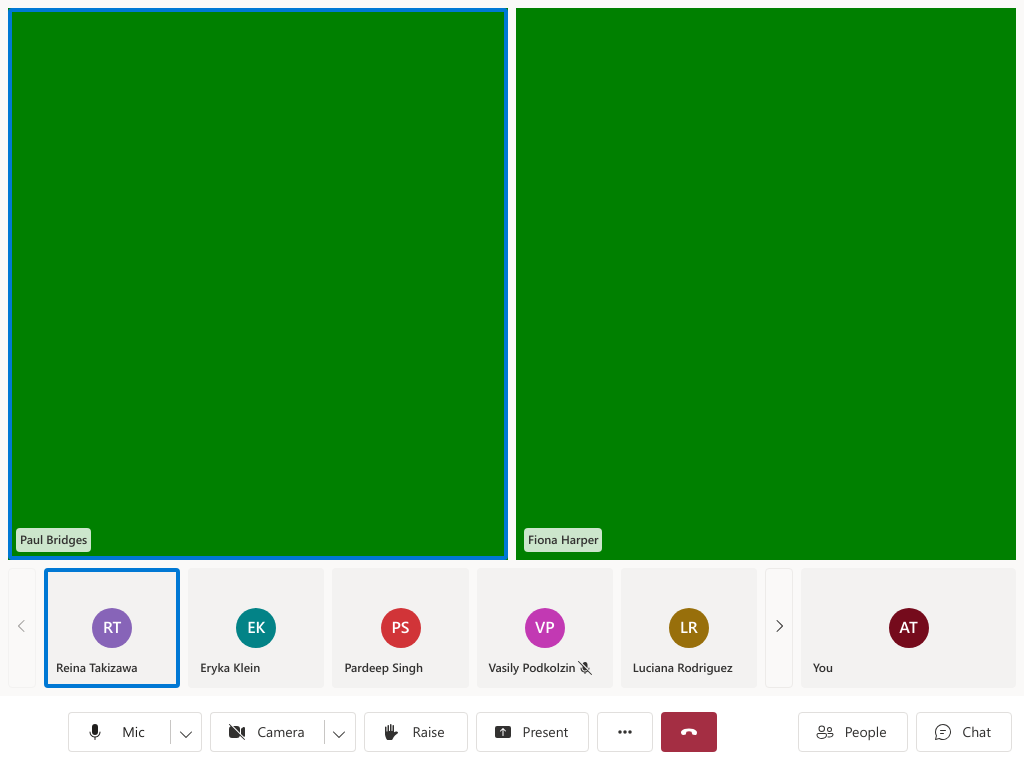 Paul Bridges
Fiona Harper
RT
Reina Takizawa
EK
Eryka Klein
PS
Pardeep Singh
VP
Vasily Podkolzin
LR
Luciana Rodriguez
AT
You
Mic
Camera
Raise
Present
People
Chat